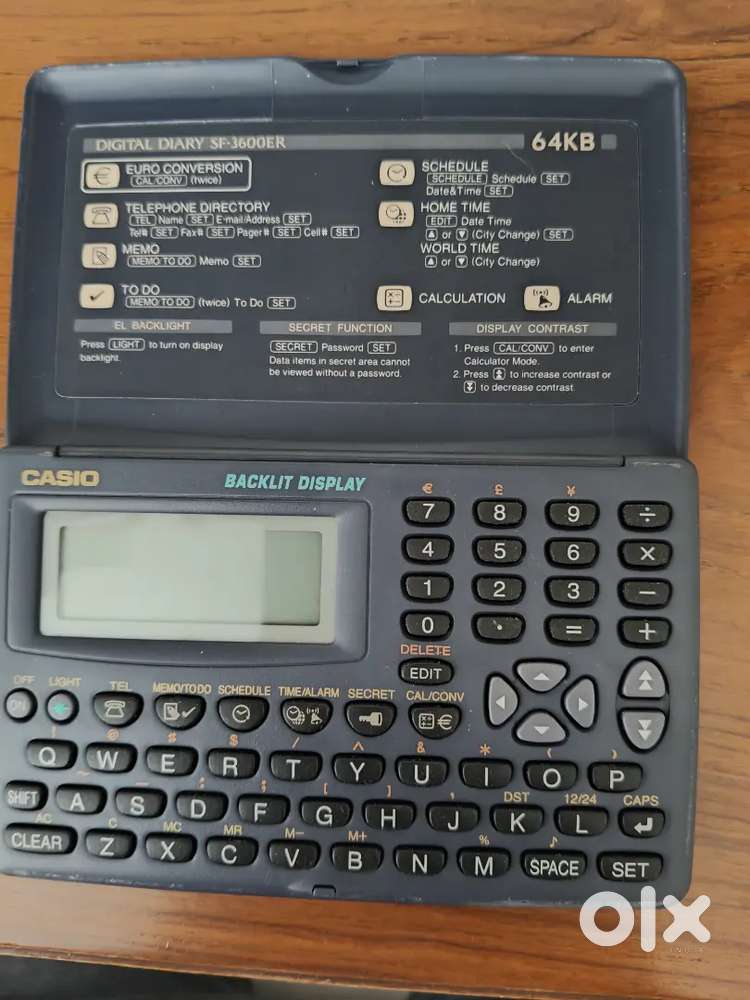 DIGITAL DIARY SF-3600ER 64KB
€ EURO CONVERSION
CAL/CONV (twice)
TELEPHONE DIRECTORY
TEL Name SET E-mail/Address SET
Tel# SET Fax# SET Pager# SET Cell# SET
MEMO
MEMO/TO DO Memo SET
TO DO
MEMO/TO DO (twice) To Do SET
SCHEDULE
SCHEDULE Schedule SET
Date&Time SET
HOME TIME
EDIT Date Time
▲ or ▼ (City Change) SET
WORLD TIME
▲ or ▼ (City Change)
CALCULATION ALARM
EL BACKLIGHT
Press LIGHT to turn on display
backlight.
SECRET FUNCTION
SECRET Password SET
Data items in secret area cannot
be viewed without a password.
DISPLAY CONTRAST
1. Press CAL/CONV to enter
Calculator Mode.
2. Press to increase contrast or
to decrease contrast.
CASIO BACKLIT DISPLAY
€ £ ¥
7 8 9 ÷
4 5 6 ×
1 2 3 −
0 . = +
DELETE
EDIT
OFF LIGHT TEL MEMO/TO DO SCHEDULE TIME/ALARM SECRET CAL/CONV
ON €
! @ # $ / ^ & * ( )
Q W E R T Y U I O P
~ _ , ; [ ] ' DST 12/24 CAPS
SHIFT A S D F G H J K L ↵
AC C MC MR M− M+ % ♪
CLEAR Z X C V B N M SPACE SET
olx